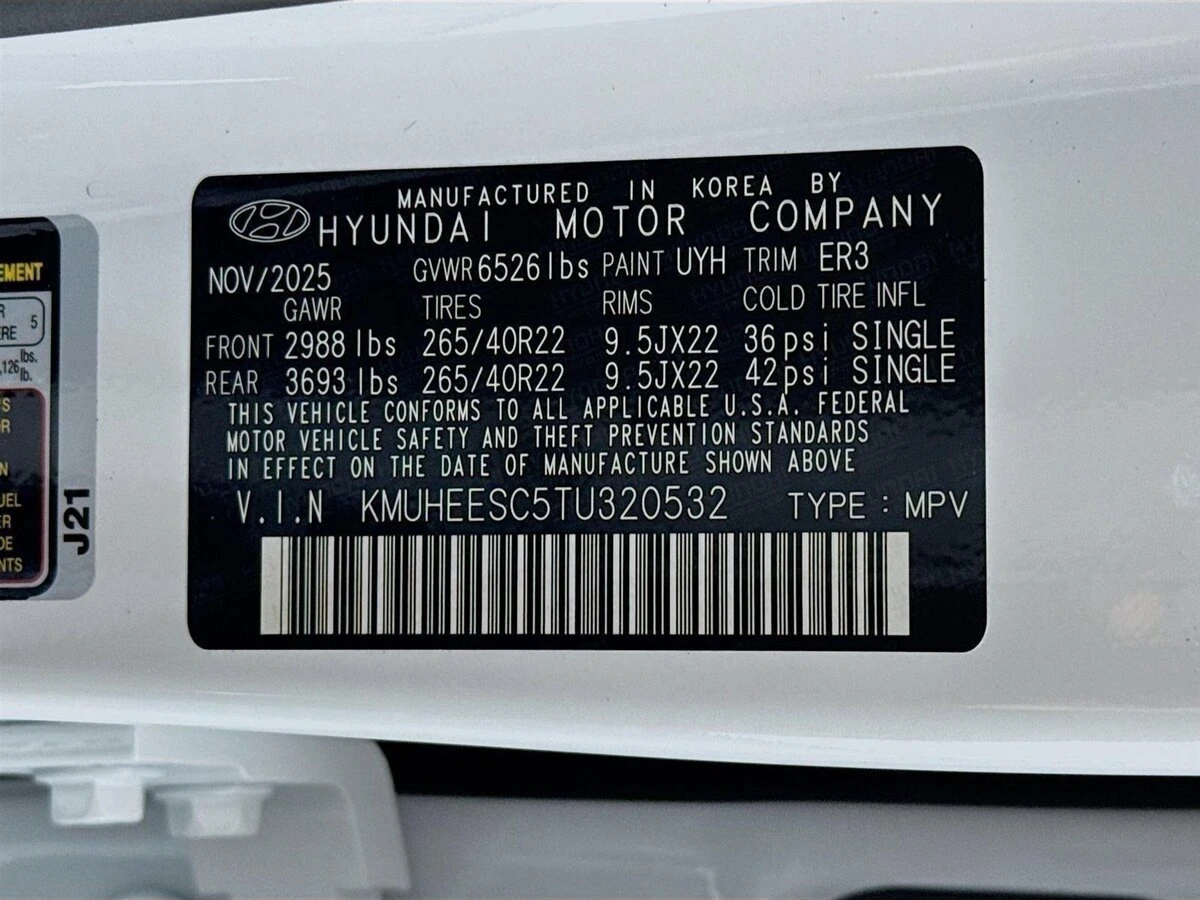 MANUFACTURED IN KOREA BY
HYUNDAI MOTOR COMPANY
NOV/2025 GVWR 6526 lbs PAINT UYH TRIM ER3
GAWR TIRES RIMS COLD TIRE INFL
FRONT 2988 lbs 265/40R22 9.5JX22 36psi SINGLE
REAR 3693 lbs 265/40R22 9.5JX22 42psi SINGLE
THIS VEHICLE CONFORMS TO ALL APPLICABLE U.S.A. FEDERAL
MOTOR VEHICLE SAFETY AND THEFT PREVENTION STANDARDS
IN EFFECT ON THE DATE OF MANUFACTURE SHOWN ABOVE
V.I.N KMUHEESC5TU320532 TYPE : MPV
5
lbs.
lb.
J21